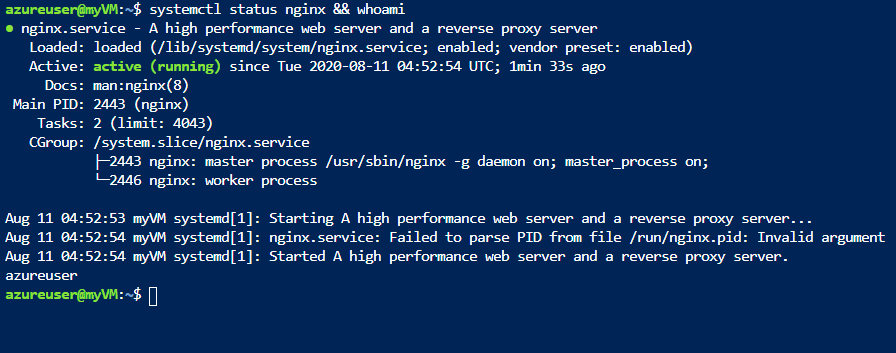 azureuser@myVM:~$ systemctl status nginx && whoami
● nginx.service - A high performance web server and a reverse proxy server
   Loaded: loaded (/lib/systemd/system/nginx.service; enabled; vendor preset: enabled)
   Active: active (running) since Tue 2020-08-11 04:52:54 UTC; 1min 33s ago
     Docs: man:nginx(8)
 Main PID: 2443 (nginx)
    Tasks: 2 (limit: 4043)
   CGroup: /system.slice/nginx.service
           ├─2443 nginx: master process /usr/sbin/nginx -g daemon on; master_process on;
           └─2446 nginx: worker process

Aug 11 04:52:53 myVM systemd[1]: Starting A high performance web server and a reverse proxy server...
Aug 11 04:52:54 myVM systemd[1]: nginx.service: Failed to parse PID from file /run/nginx.pid: Invalid argument
Aug 11 04:52:54 myVM systemd[1]: Started A high performance web server and a reverse proxy server.
azureuser
azureuser@myVM:~$